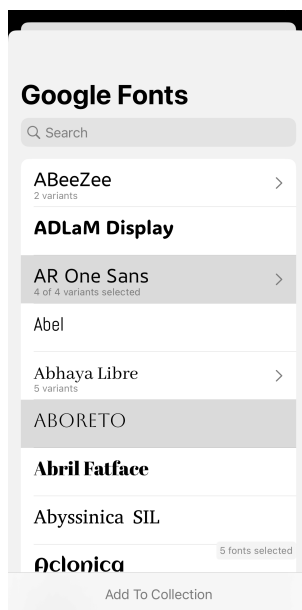 Google Fonts
Search
ABeeZee
2 variants
ADLaM Display
AR One Sans
4 of 4 variants selected
Abel
Abhaya Libre
5 variants
ABORETO
Abril Fatface
Abyssinica SIL
5 fonts selected
Aclonica
Add To Collection